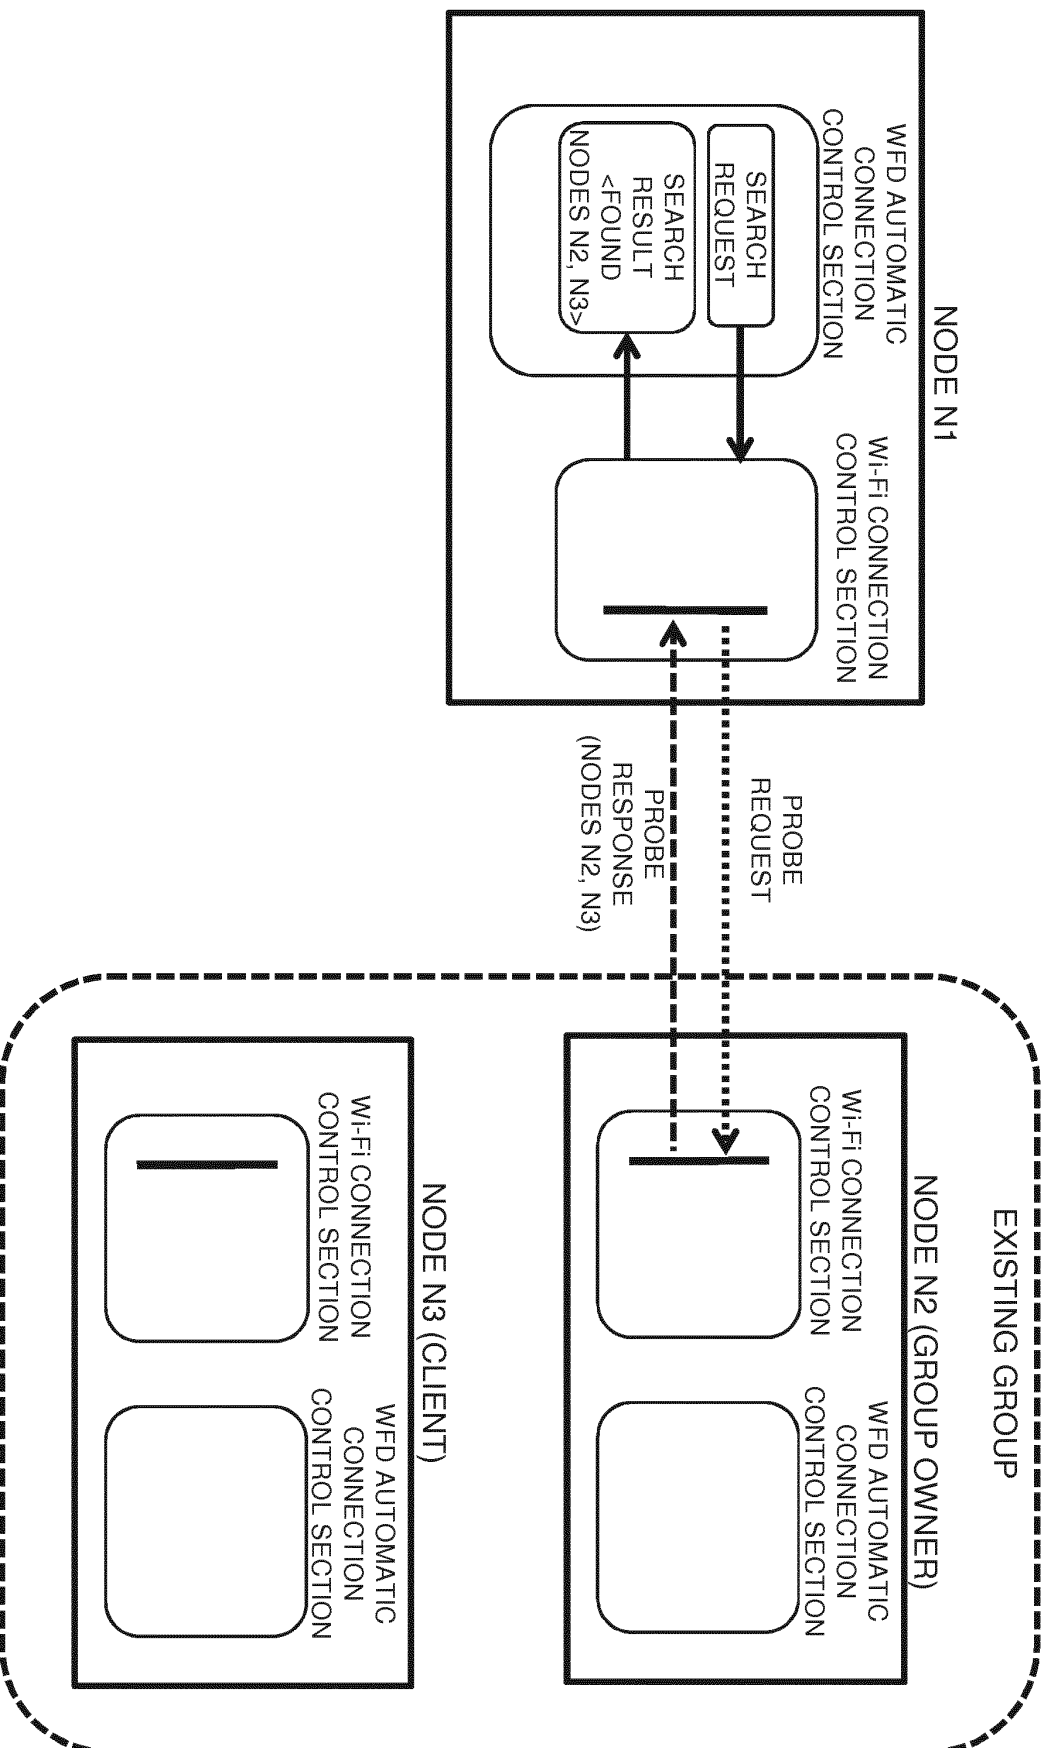 NODE N1
WFD AUTOMATIC
CONNECTION
CONTROL SECTION
SEARCH
REQUEST
SEARCH
RESULT
<FOUND
NODES N2, N3>
Wi-Fi CONNECTION
CONTROL SECTION
PROBE
REQUEST
PROBE
RESPONSE
(NODES N2, N3)
EXISTING GROUP
NODE N2 (GROUP OWNER)
Wi-Fi CONNECTION
CONTROL SECTION
WFD AUTOMATIC
CONNECTION
CONTROL SECTION
NODE N3 (CLIENT)
Wi-Fi CONNECTION
CONTROL SECTION
WFD AUTOMATIC
CONNECTION
CONTROL SECTION